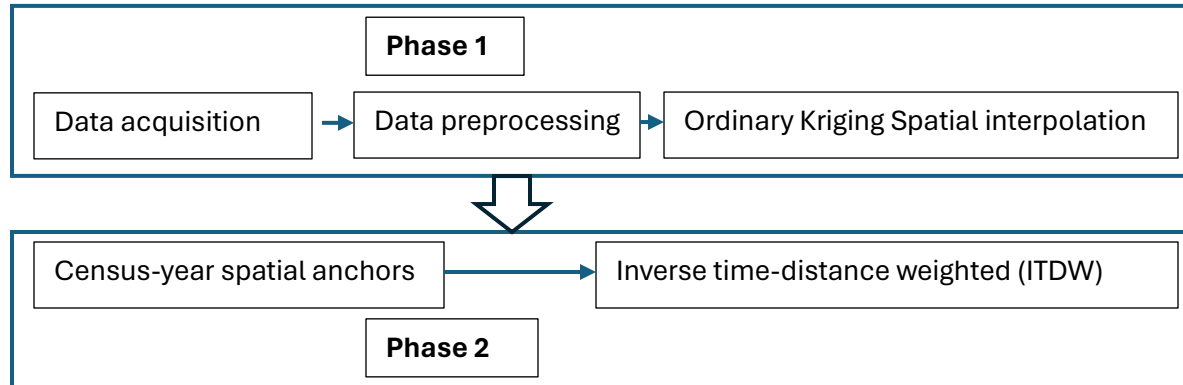 Phase 1
Data acquisition
Data preprocessing
Ordinary Kriging Spatial interpolation
Census-year spatial anchors
Inverse time-distance weighted (ITDW)
Phase 2